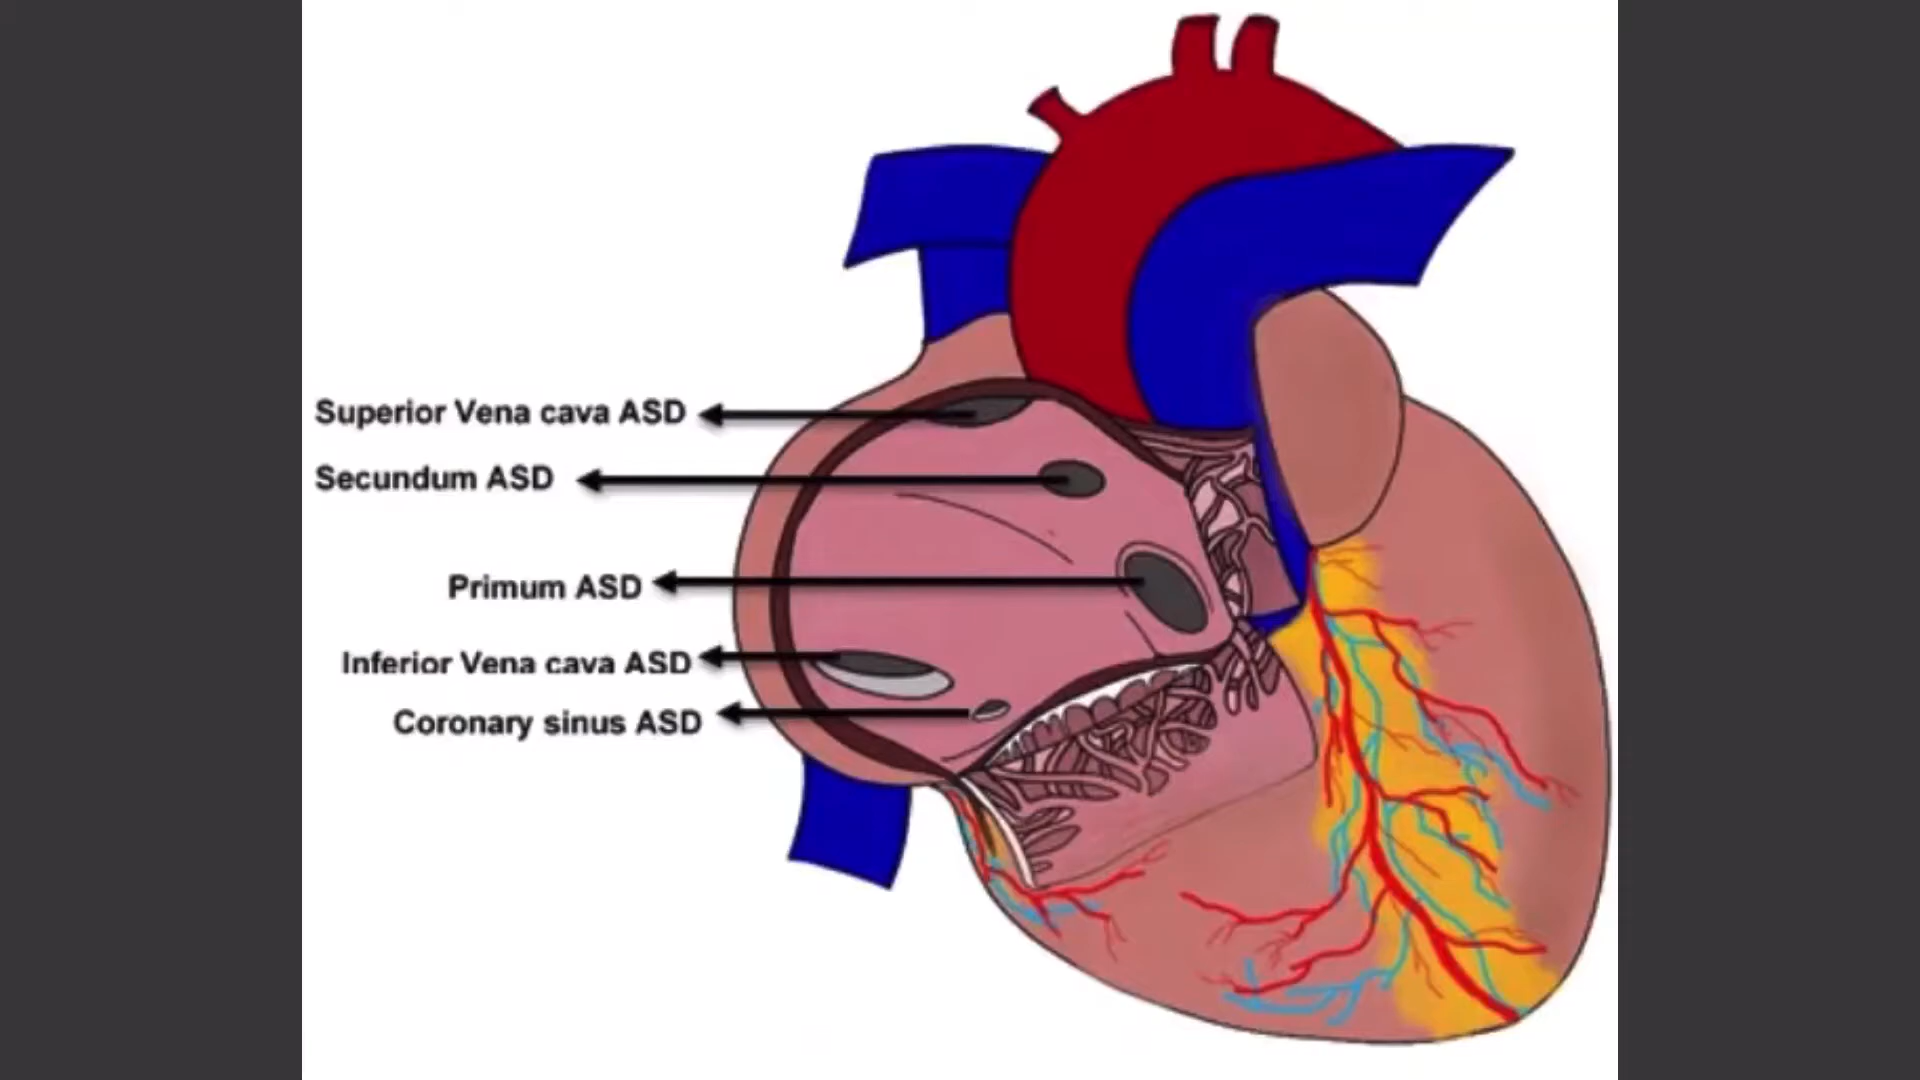 Superior Vena cava ASD
Secundum ASD
Primum ASD
Inferior Vena cava ASD
Coronary sinus ASD